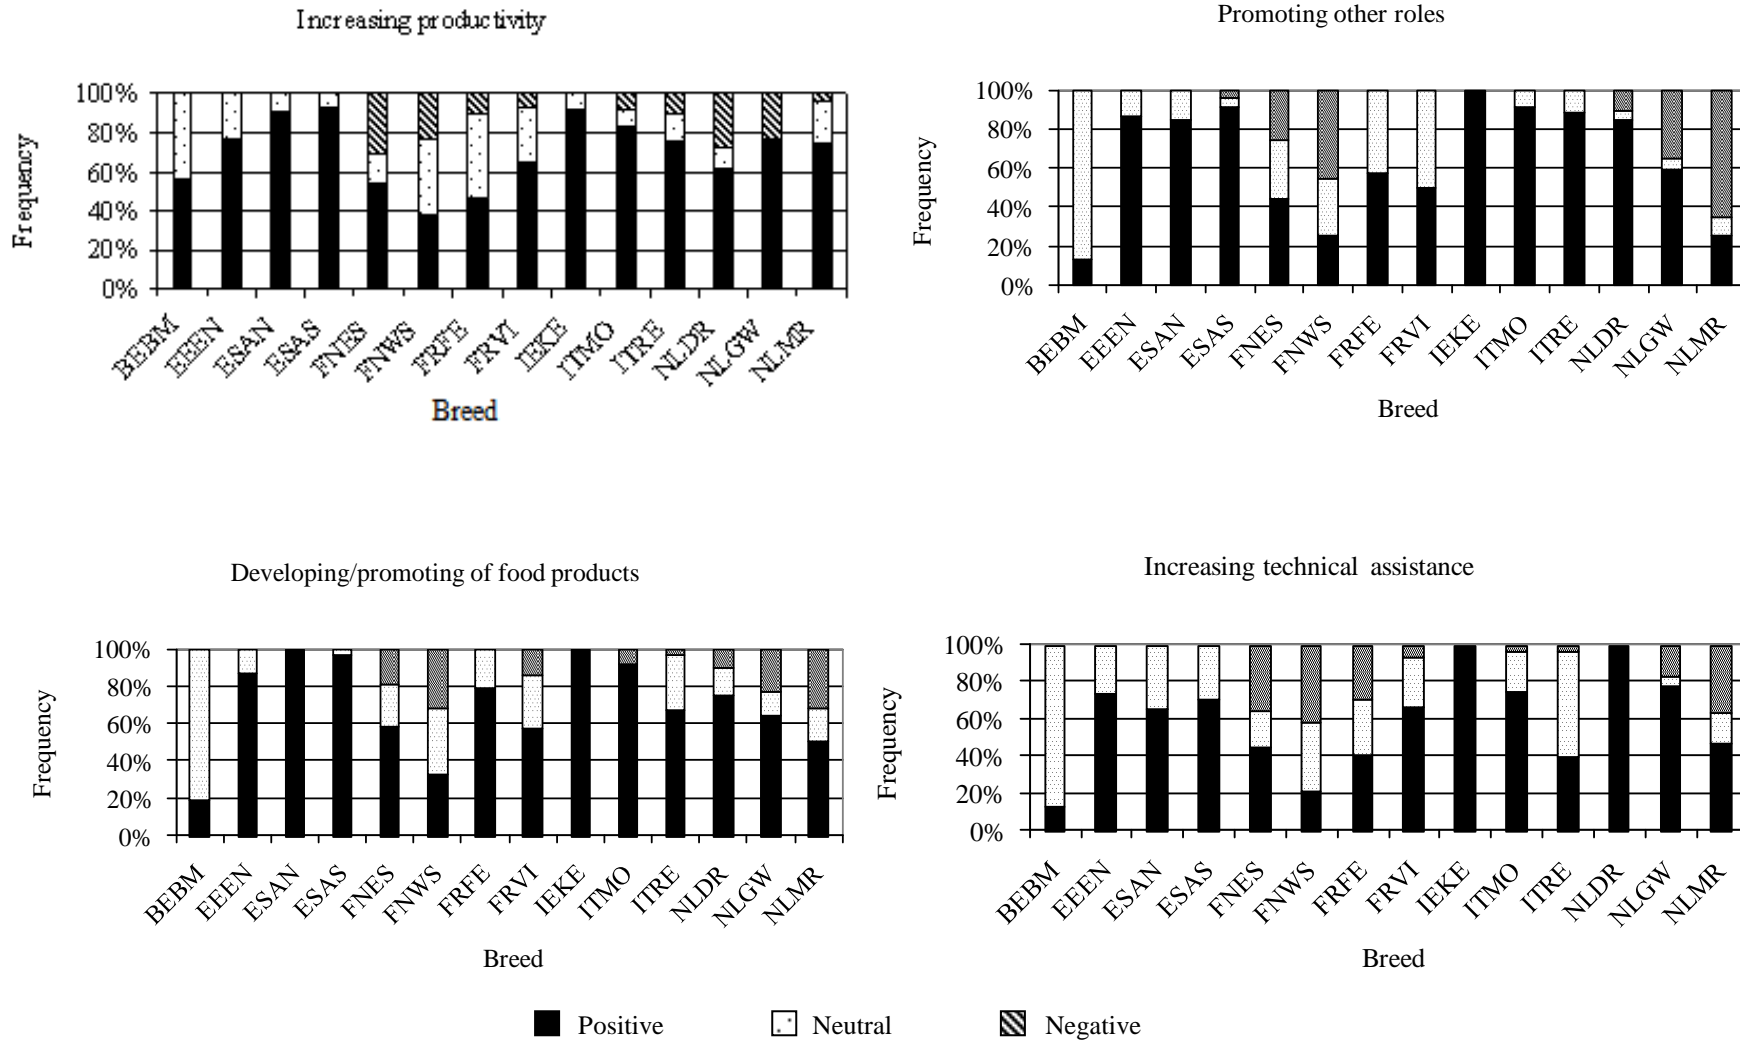 Increasing productivity
Frequency
100%
80%
60%
40%
20%
0%
BEBM
EEEN
ESAN
ESAS
FNES
FNWS
FRFE
FRVI
IEKE
ITMO
ITRE
NLDR
NLGW
NLMR
Breed
Promoting other roles
Frequency
100%
80%
60%
40%
20%
0%
BEBM
EEEN
ESAN
ESAS
FNES
FNWS
FRFE
FRVI
IEKE
ITMO
ITRE
NLDR
NLGW
NLMR
Breed
Developing/promoting of food products
Frequency
100%
80%
60%
40%
20%
0%
BEBM
EEEN
ESAN
ESAS
FNES
FNWS
FRFE
FRVI
IEKE
ITMO
ITRE
NLDR
NLGW
NLMR
Breed
Increasing technical assistance
Frequency
100%
80%
60%
40%
20%
0%
BEBM
EEEN
ESAN
ESAS
FNES
FNWS
FRFE
FRVI
IEKE
ITMO
ITRE
NLDR
NLGW
NLMR
Breed
Positive
Neutral
Negative